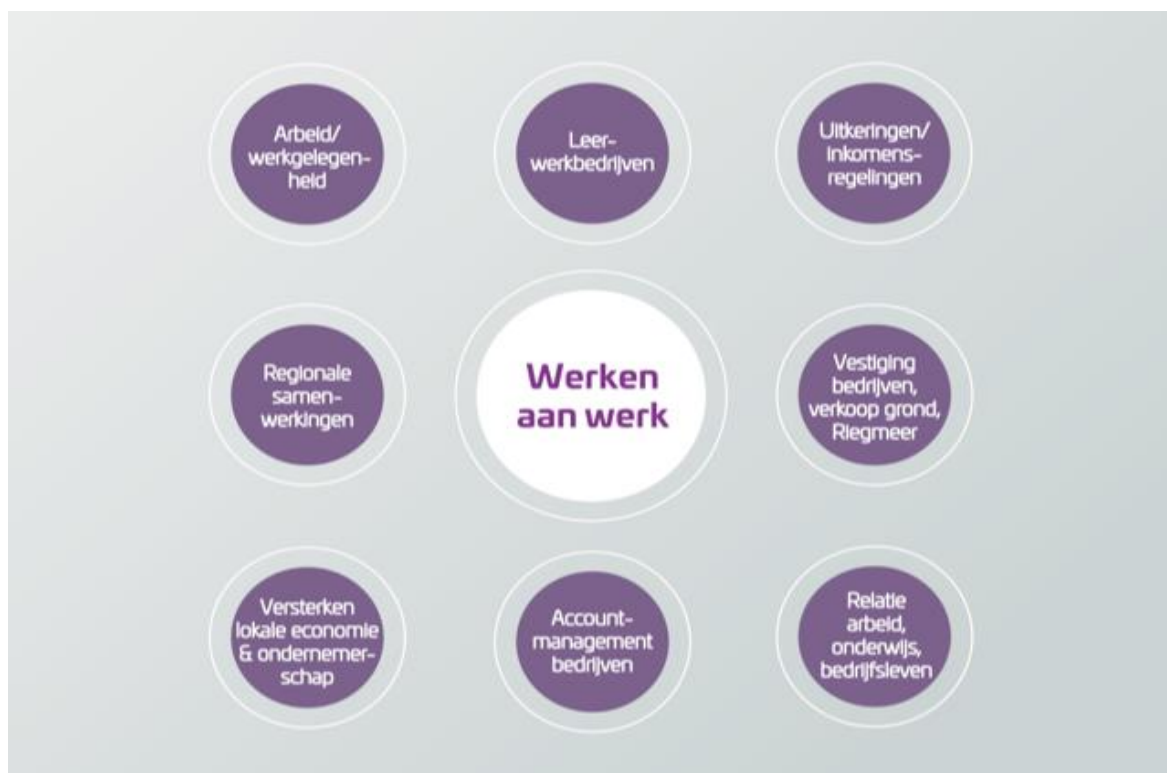 Arbeid/
werkgelegen-
heid
Leer-
werkbedrijven
Uitkeringen/
inkomens-
regelingen
Regionale
samen-
werkingen
Werken
aan werk
Vestiging
bedrijven,
verkoop grond,
Riegmeer
Versterken
lokale economie
& ondernemer-
schap
Account-
management
bedrijven
Relatie
arbeid,
onderwijs,
bedrijfsleven